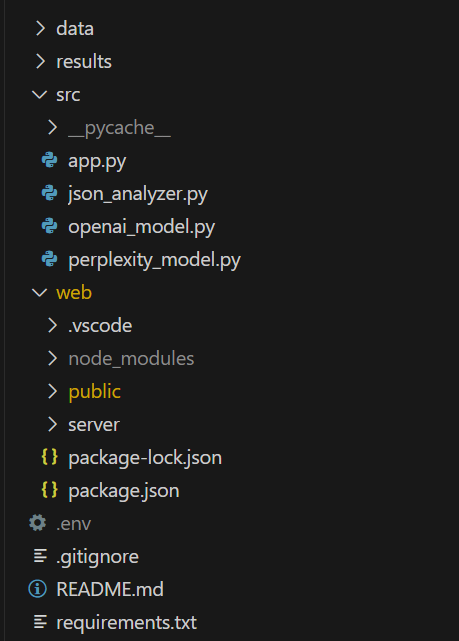 data
results
src
__pycache__
app.py
json_analyzer.py
openai_model.py
perplexity_model.py
web
.vscode
node_modules
public
server
package-lock.json
package.json
.env
.gitignore
README.md
requirements.txt